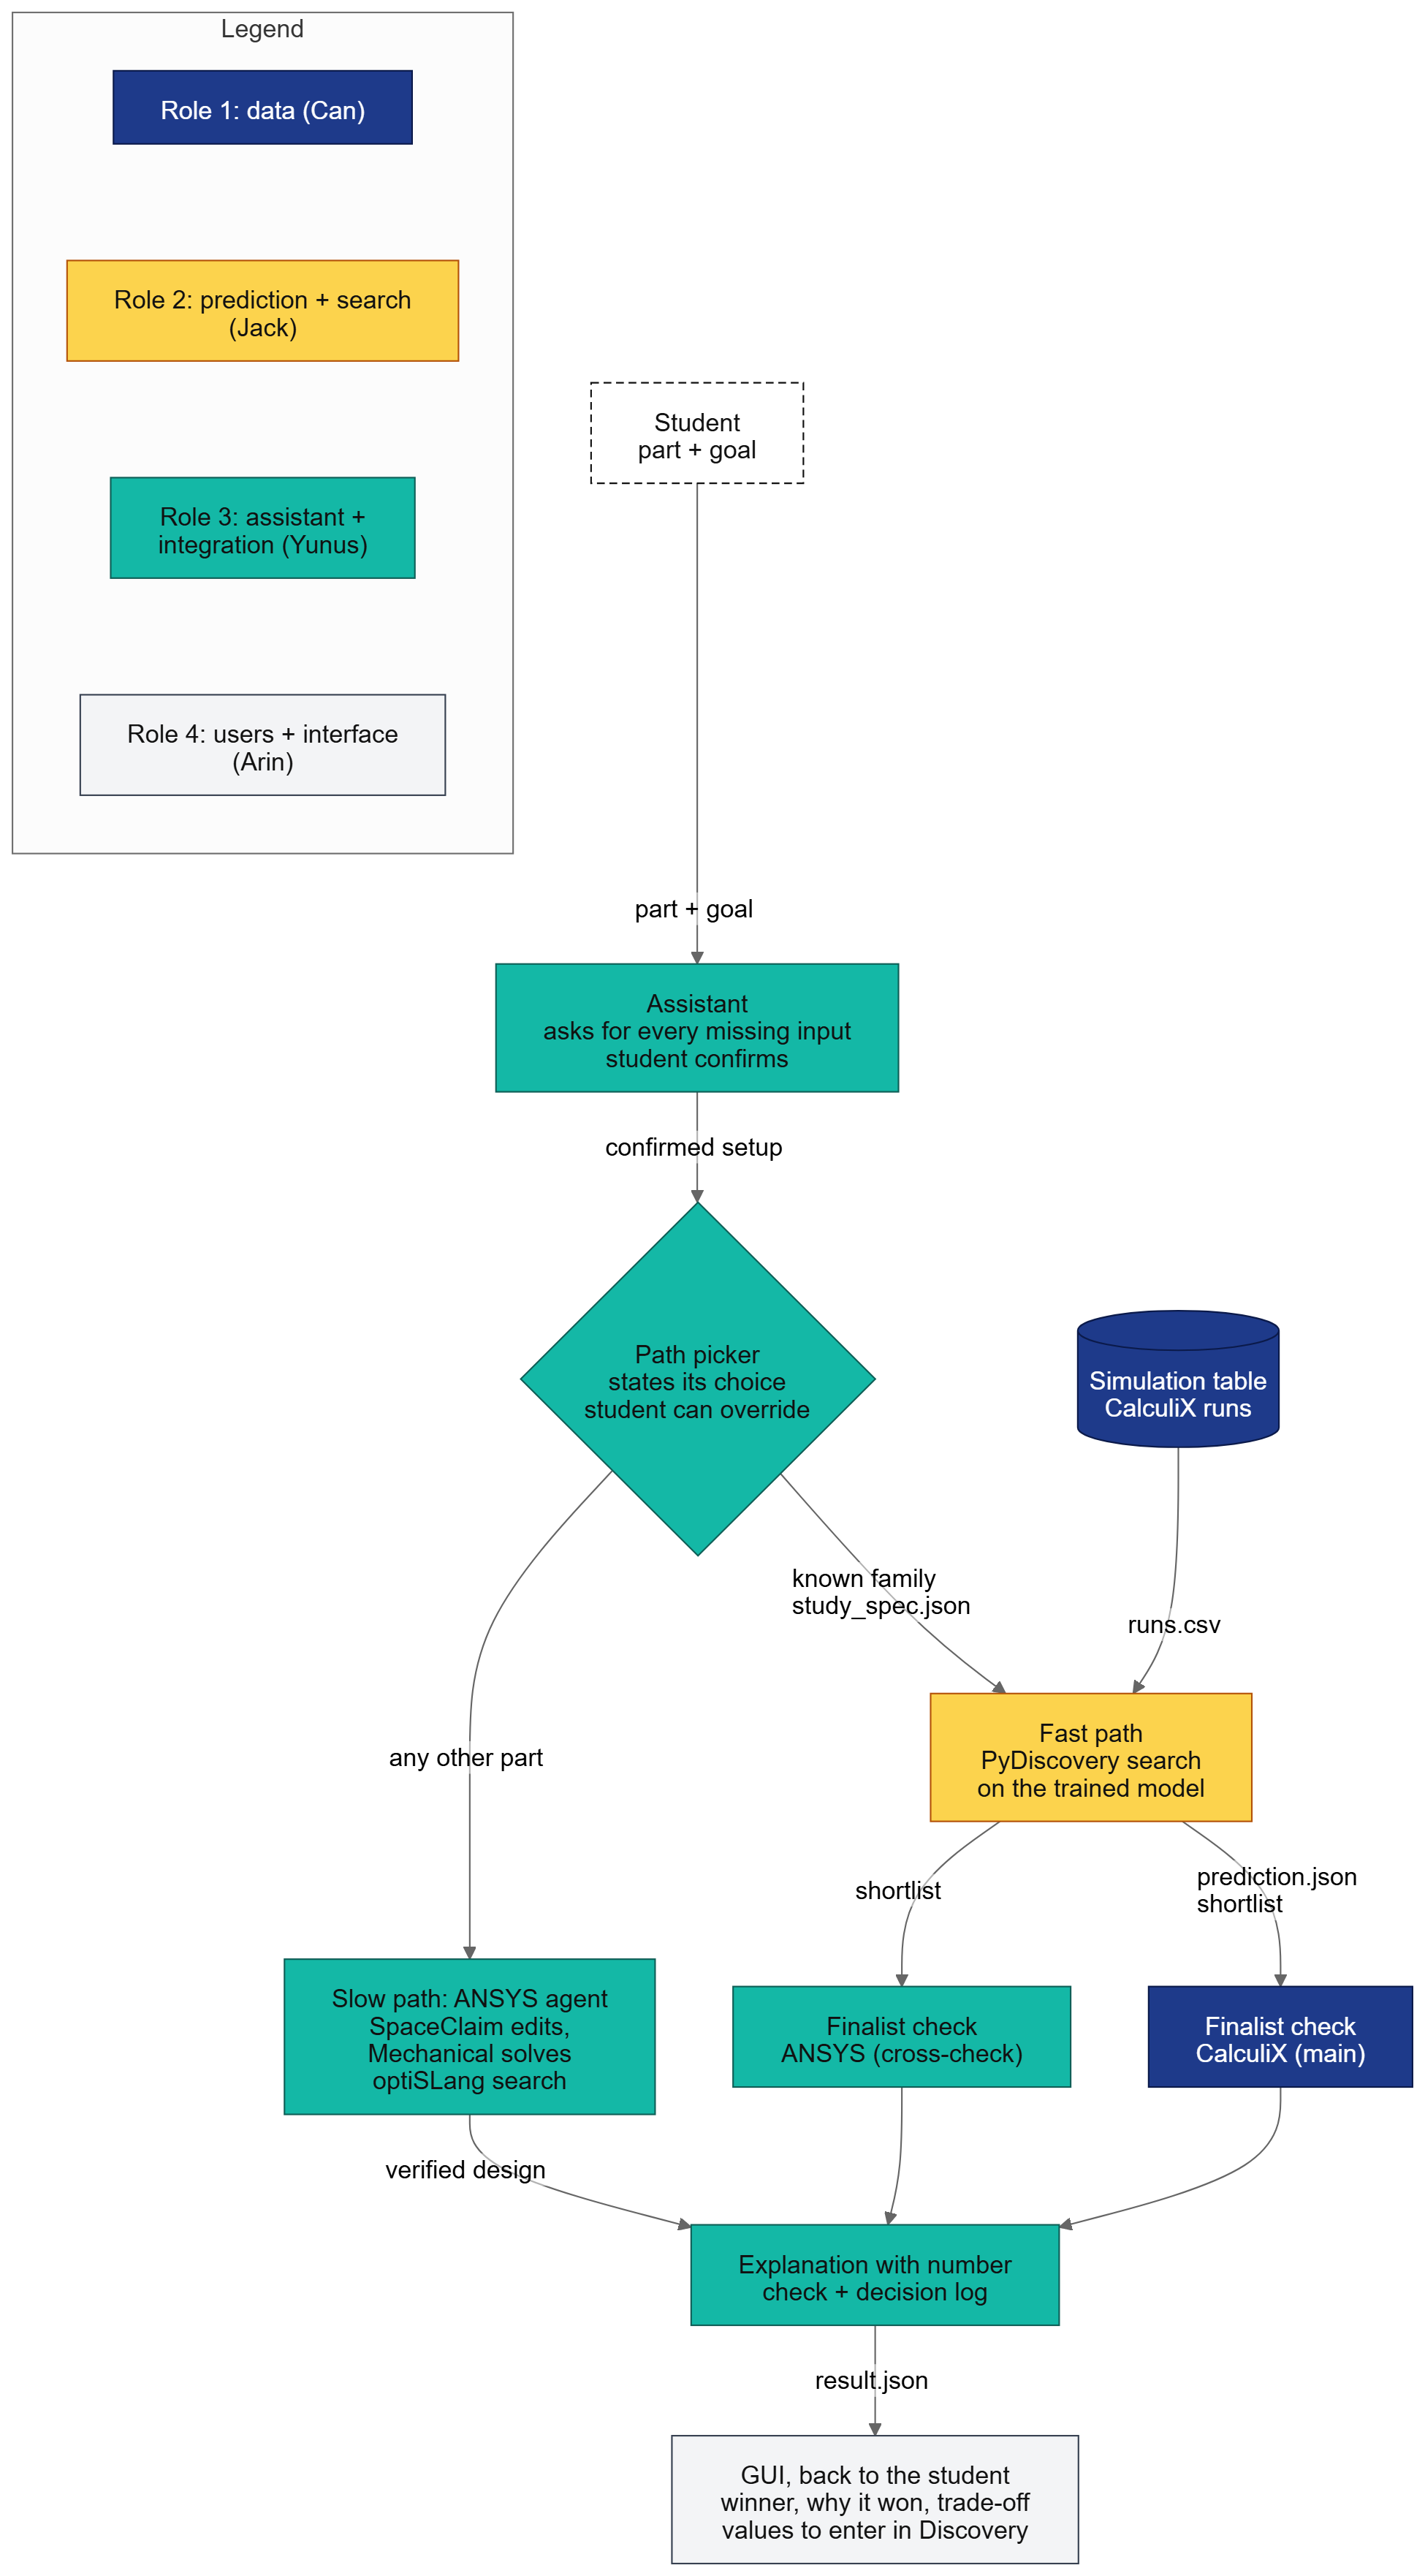 Legend
Role 1: data (Can)
Role 2: prediction + search
(Jack)
Role 3: assistant +
integration (Yunus)
Role 4: users + interface
(Arin)
Student
part + goal
part + goal
Assistant
asks for every missing input
student confirms
confirmed setup
Path picker
states its choice
student can override
Simulation table
CalculiX runs
known family
study_spec.json
runs.csv
any other part
Fast path
PyDiscovery search
on the trained model
shortlist
prediction.json
shortlist
Slow path: ANSYS agent
SpaceClaim edits,
Mechanical solves
optiSLang search
Finalist check
ANSYS (cross-check)
Finalist check
CalculiX (main)
verified design
Explanation with number
check + decision log
result.json
GUI, back to the student
winner, why it won, trade-off
values to enter in Discovery